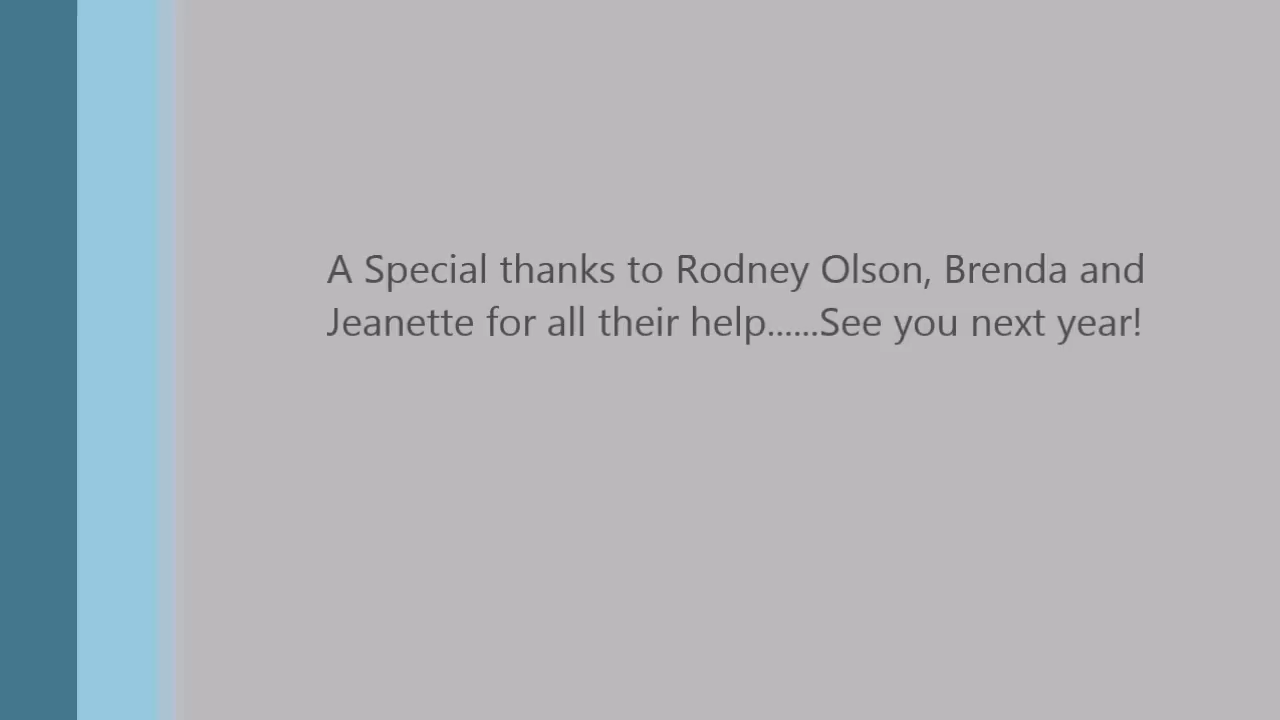 A Special thanks to Rodney Olson, Brenda and
Jeanette for all their help......See you next year!